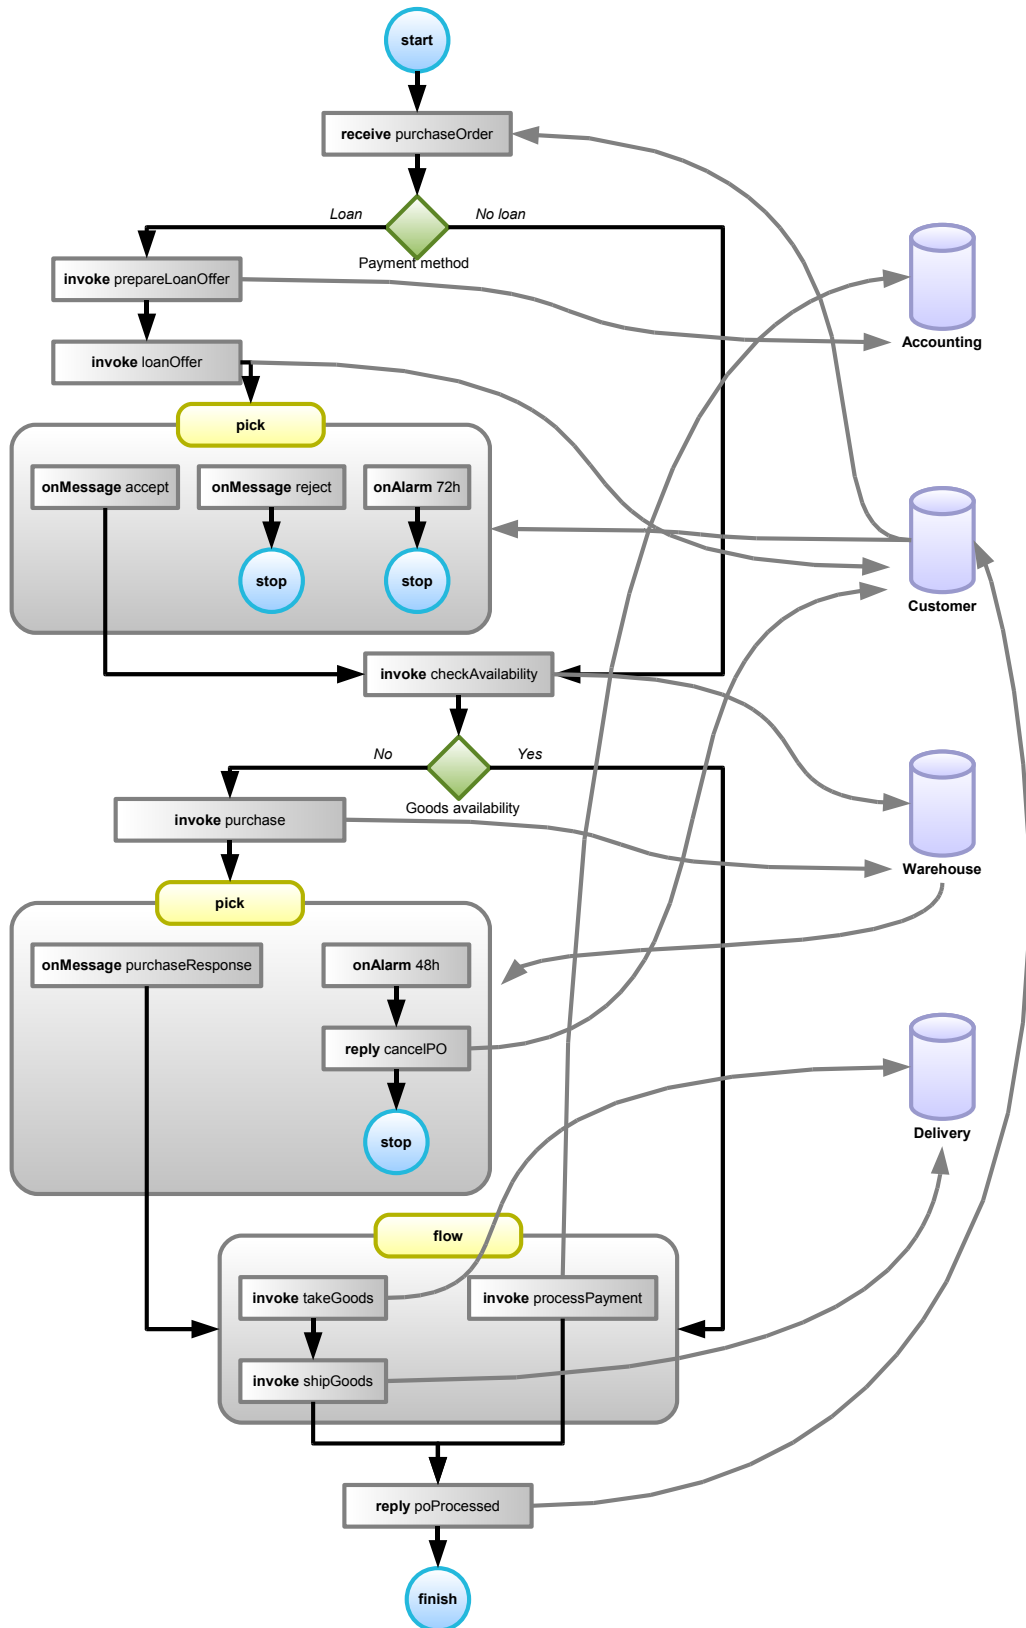 start
receive purchaseOrder
Loan
No loan
Payment method
invoke prepareLoanOffer
Accounting
invoke loanOffer
pick
onMessage accept
onMessage reject
onAlarm 72h
stop
stop
Customer
invoke checkAvailability
No
Yes
Goods availability
invoke purchase
Warehouse
pick
onMessage purchaseResponse
onAlarm 48h
reply cancelPO
stop
Delivery
flow
invoke takeGoods
invoke processPayment
invoke shipGoods
reply poProcessed
finish